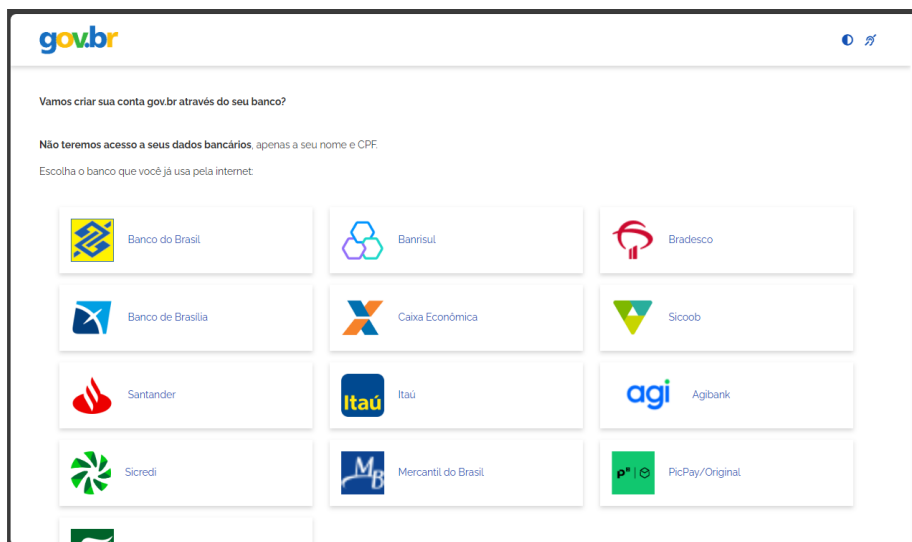 gov.br
Vamos criar sua conta gov.br através do seu banco?
Não teremos acesso a seus dados bancários, apenas a seu nome e CPF.
Escolha o banco que você já usa pela internet:
Banco do Brasil
Banrisul
Bradesco
Banco de Brasília
Caixa Econômica
Sicoob
Santander
Itaú Itaú
agi Agibank
Sicredi
MB Mercantil do Brasil
PicPay/Original